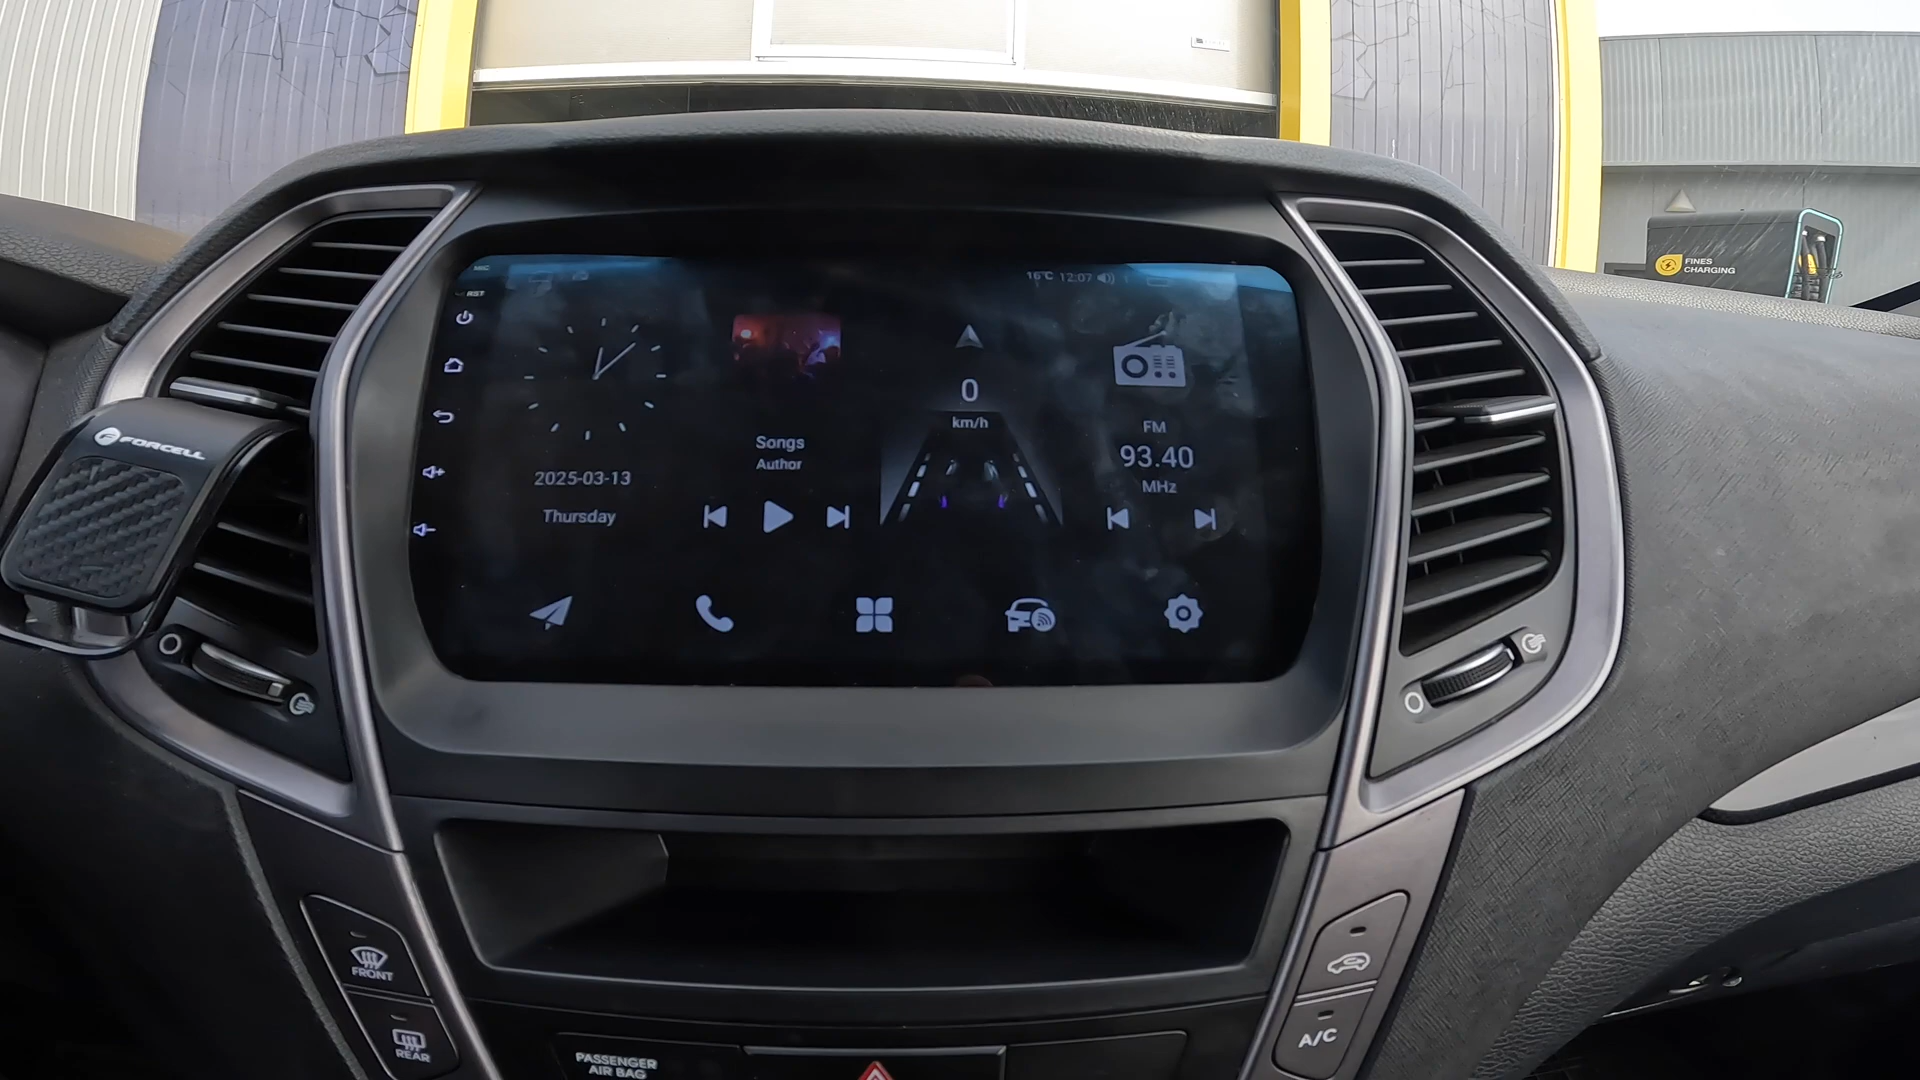 FINES
CHARGING
MIC
RST
16°C 12:07
FORCELL
0
km/h
Songs
Author
FM
93.40
MHz
2025-03-13
Thursday
FRONT
REAR
A/C
PASSENGER
AIR BAG